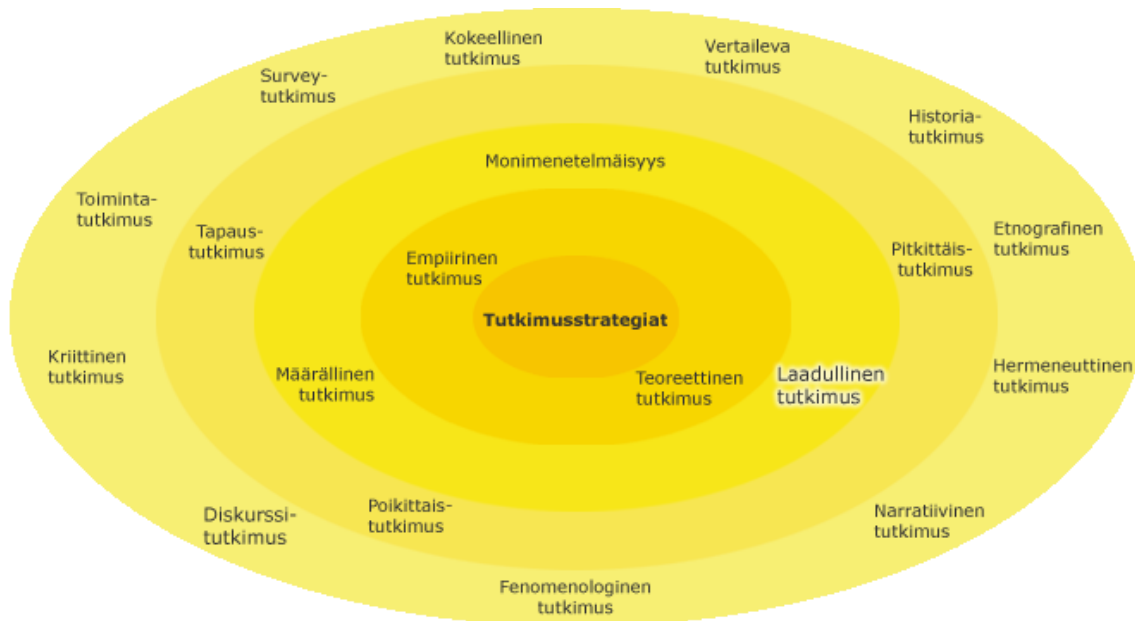 Kokeellinen
tutkimus
Vertaileva
tutkimus
Survey-
tutkimus
Historia-
tutkimus
Monimenetelmäisyys
Toiminta-
tutkimus
Tapaus-
tutkimus
Etnografinen
tutkimus
Pitkittäis-
tutkimus
Empiirinen
tutkimus
Tutkimusstrategiat
Kriittinen
tutkimus
Määrällinen
tutkimus
Teoreettinen
tutkimus
Laadullinen
tutkimus
Hermeneuttinen
tutkimus
Diskurssi-
tutkimus
Poikittais-
tutkimus
Narratiivinen
tutkimus
Fenomenologinen
tutkimus